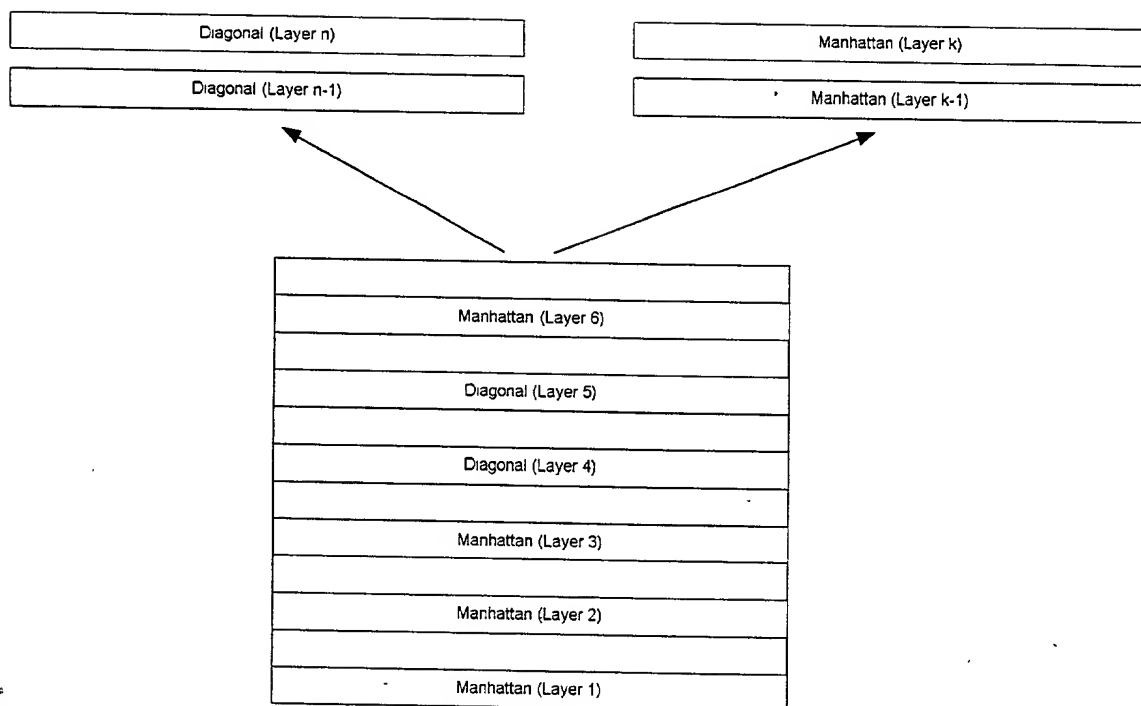 Diagonal (Layer n)
Manhattan (Layer k)
Diagonal (Layer n-1)
Manhattan (Layer k-1)
Manhattan (Layer 6)
Diagonal (Layer 5)
Diagonal (Layer 4)
Manhattan (Layer 3)
Manhattan (Layer 2)
Manhattan (Layer 1)